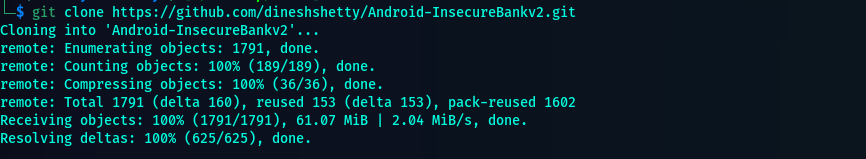 └─$ git clone https://github.com/dineshshetty/Android-InsecureBankv2.git
Cloning into 'Android-InsecureBankv2'...
remote: Enumerating objects: 1791, done.
remote: Counting objects: 100% (189/189), done.
remote: Compressing objects: 100% (36/36), done.
remote: Total 1791 (delta 160), reused 153 (delta 153), pack-reused 1602
Receiving objects: 100% (1791/1791), 61.07 MiB | 2.04 MiB/s, done.
Resolving deltas: 100% (625/625), done.